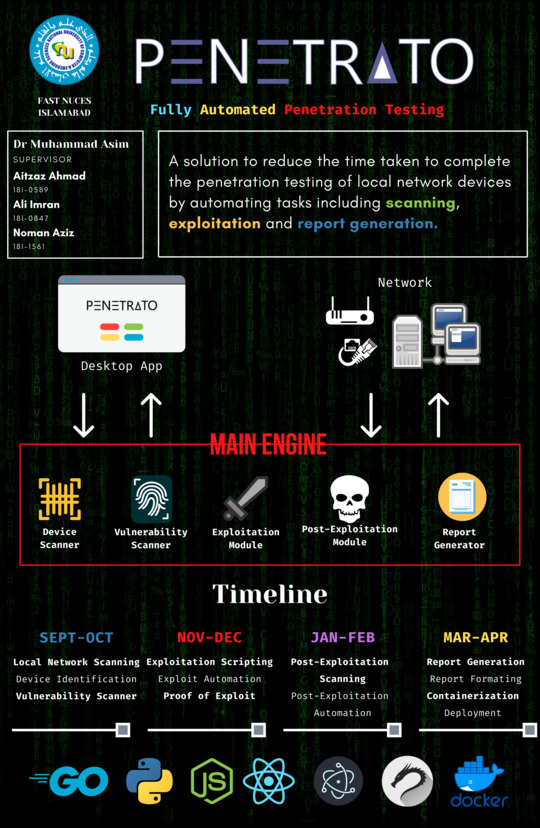 PENETRATO
FAST NUCES
ISLAMABAD
Fully Automated Penetration Testing
Dr Muhammad Asim
SUPERVISOR
Aitzaz Ahmad
18I-0589
Ali Imran
18I-0847
Noman Aziz
18I-1561
A solution to reduce the time taken to complete
the penetration testing of local network devices
by automating tasks including scanning,
exploitation and report generation.
PENETRATO
Desktop App
Network
MAIN ENGINE
Device
Scanner
Vulnerability
Scanner
Exploitation
Module
Post-Exploitation
Module
Report
Generator
Timeline
SEPT-OCT
Local Network Scanning
Device Identification
Vulnerability Scanner
NOV-DEC
Exploitation Scripting
Exploit Automation
Proof of Exploit
JAN-FEB
Post-Exploitation
Scanning
Post-Exploitation
Automation
MAR-APR
Report Generation
Report Formating
Containerization
Deployment
GO
JS
docker